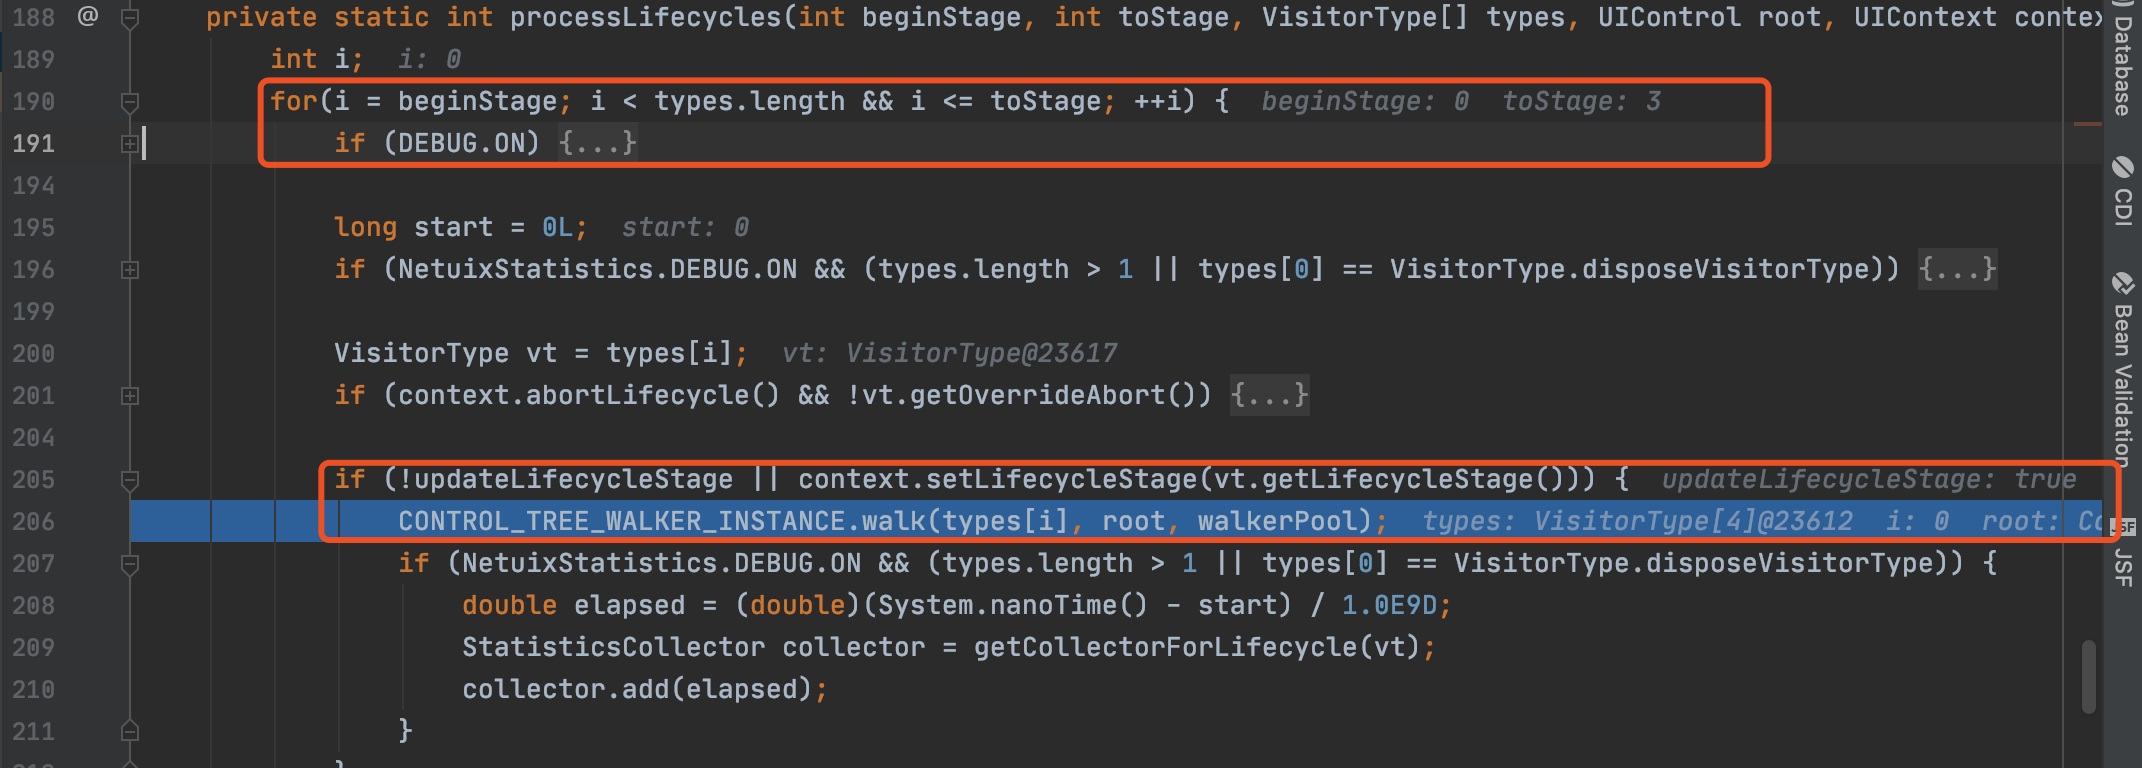 188 @ private static int processLifecycles(int beginStage, int toStage, VisitorType[] types, UIControl root, UIContext contex
189 int i; i: 0
190 for(i = beginStage; i < types.length && i <= toStage; ++i) { beginStage: 0 toStage: 3
191 if (DEBUG.ON) {...}
194
195 long start = 0L; start: 0
196 if (NetuixStatistics.DEBUG.ON && (types.length > 1 || types[0] == VisitorType.disposeVisitorType)) {...}
199
200 VisitorType vt = types[i]; vt: VisitorType@23617
201 if (context.abortLifecycle() && !vt.getOverrideAbort()) {...}
204
205 if (!updateLifecycleStage || context.setLifecycleStage(vt.getLifecycleStage())) { updateLifecycleStage: true
206 CONTROL_TREE_WALKER_INSTANCE.walk(types[i], root, walkerPool); types: VisitorType[4]@23612 i: 0 root: Co
207 if (NetuixStatistics.DEBUG.ON && (types.length > 1 || types[0] == VisitorType.disposeVisitorType)) {
208 double elapsed = (double)(System.nanoTime() - start) / 1.0E9D;
209 StatisticsCollector collector = getCollectorForLifecycle(vt);
210 collector.add(elapsed);
211 }
}
Database
CDI
Bean Validation
JSF
JSF